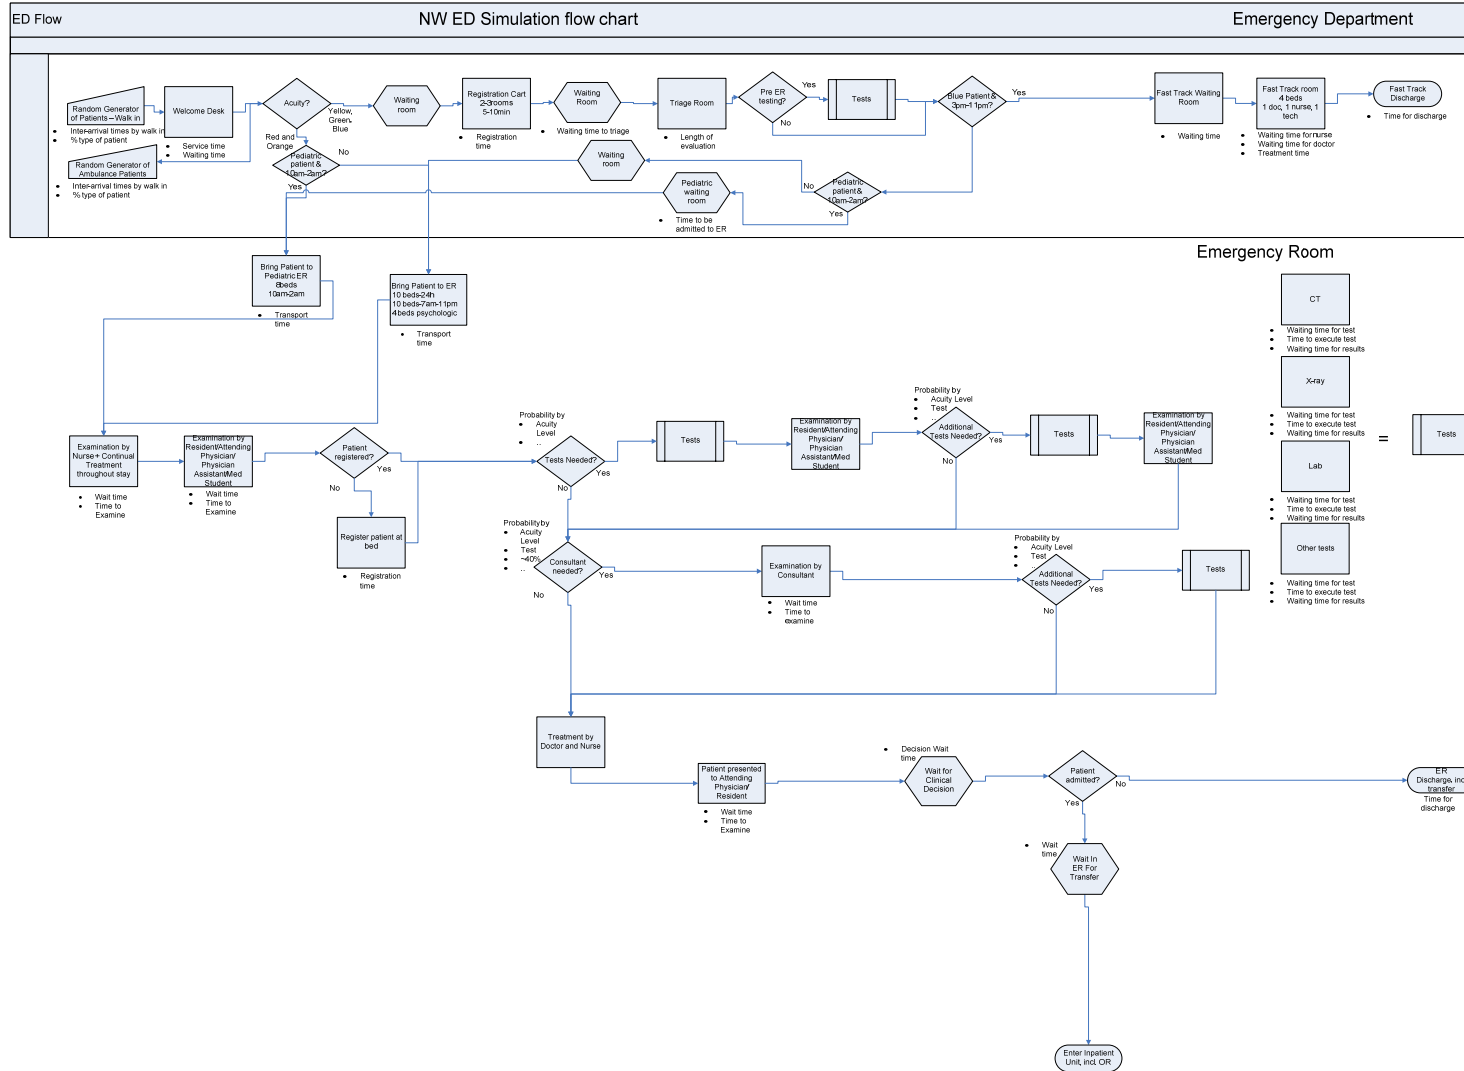 ED Flow
NW ED Simulation flow chart
Emergency Department
Random Generator
of Patients – Walk in
• Inter-arrival times by walk in
• % type of patient
Random Generator of
Ambulance Patients
• Inter-arrival times by walk in
• % type of patient
Welcome Desk
• Service time
• Waiting time
Acuity?
Yellow,
Green,
Blue
Red and
Orange
Waiting
room
Registration Cart
2-3rooms
5-10min
• Registration
time
Waiting
Room
• Waiting time to triage
Triage Room
• Length of
evaluation
Pre ER
testing?
Yes
No
Tests
Blue Patient &
3pm-11pm?
Yes
Fast Track Waiting
Room
• Waiting time
Fast Track room
4 beds
1 doc, 1 nurse, 1
tech
• Waiting time for nurse
• Waiting time for doctor
• Treatment time
Fast Track
Discharge
• Time for discharge
Pediatric
patient &
10am-2am?
No
Yes
Waiting
room
Pediatric
waiting
room
• Time to be
admitted to ER
No
Pediatric
patient &
10am-2am?
Yes
Emergency Room
Bring Patient to
Pediatric ER
8beds
10am-2am
• Transport
time
Bring Patient to ER
10 beds-24h
10 beds-7am-11pm
4 beds psychologic
• Transport
time
CT
• Waiting time for test
• Time to execute test
• Waiting time for results
X-ray
• Waiting time for test
• Time to execute test
• Waiting time for results
Lab
• Waiting time for test
• Time to execute test
• Waiting time for results
Other tests
• Waiting time for test
• Time to execute test
• Waiting time for results
=
Tests
Examination by
Nurse + Continual
Treatment
throughout stay
• Wait time
• Time to
Examine
Examination by
Resident/Attending
Physician/
Physician
Assistant/Med
Student
• Wait time
• Time to
Examine
Patient
registered?
Yes
No
Register patient at
bed
• Registration
time
Probability by
• Acuity
Level
• ..
Tests Needed?
Yes
No
Tests
Examination by
Resident/Attending
Physician/
Physician
Assistant/Med
Student
Probability by
• Acuity Level
• Test
• ..
Additional
Tests Needed?
Yes
No
Tests
Examination by
Resident/Attending
Physician/
Physician
Assistant/Med
Student
Probability by
• Acuity
Level
• Test
• ~40%
• ..
Consultant
needed?
Yes
No
Examination by
Consultant
• Wait time
• Time to
examine
Probability by
• Acuity Level
• Test
• ..
Additional
Tests Needed?
Yes
No
Tests
Treatment by
Doctor and Nurse
Patient presented
to Attending
Physician/
Resident
• Wait time
• Time to
Examine
• Decision Wait
time
Wait for
Clinical
Decision
Patient
admitted?
No
Yes
ER
Discharge, inc
transfer
Time for
discharge
• Wait
time
Wait In
ER For
Transfer
Enter Inpatient
Unit, incl. OR